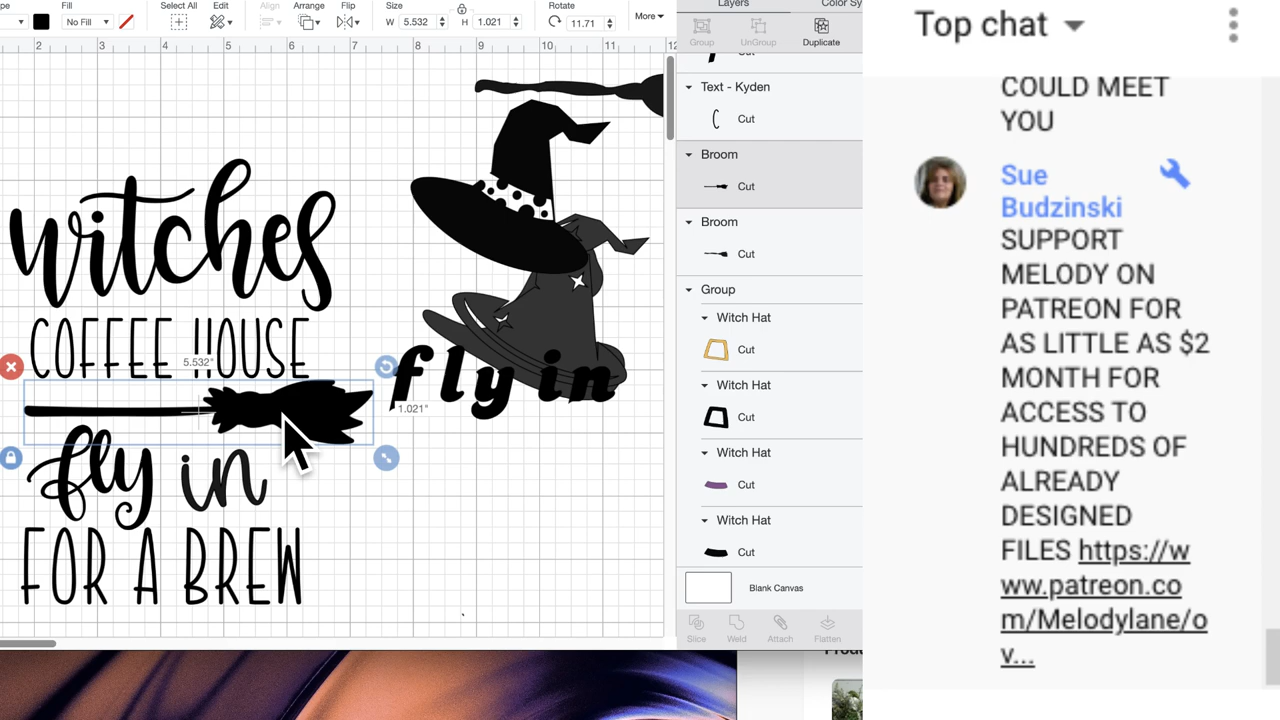 pe
Fill
Select All
Edit
Align
Arrange
Flip
Size
Rotate
No Fill
W 5.532
H 1.021
11.71
More
2 3 4 5 6 7 8 9 10 11 12
witches
COFFEE HOUSE
5.532"
1.021"
fly in
fly in
FOR A BREW
Layers
Color Sy
Group
UnGroup
Duplicate
Cut
Text - Kyden
Cut
Broom
Cut
Broom
Cut
Group
Witch Hat
Cut
Witch Hat
Cut
Witch Hat
Cut
Witch Hat
Cut
Blank Canvas
Slice
Weld
Attach
Flatten
Top chat
COULD MEET
YOU
Sue
Budzinski
SUPPORT
MELODY ON
PATREON FOR
AS LITTLE AS $2
MONTH FOR
ACCESS TO
HUNDREDS OF
ALREADY
DESIGNED
FILES https://w
ww.patreon.co
m/Melodylane/o
v...